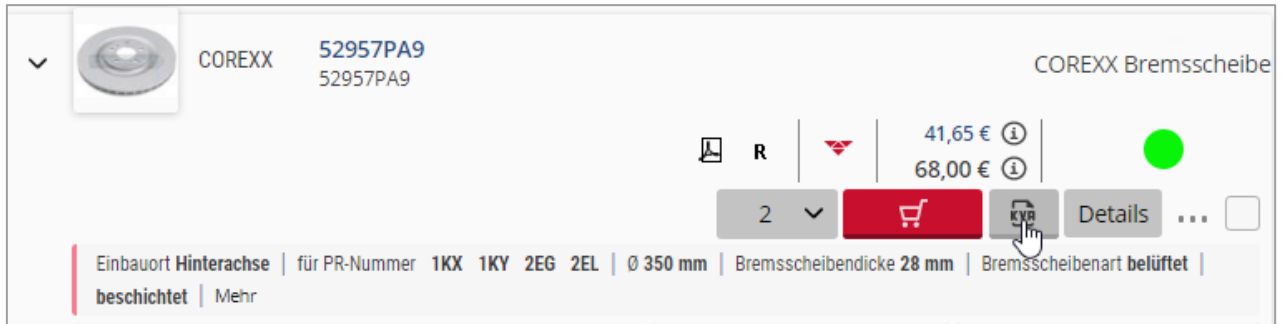 COREXX
52957PA9
52957PA9
COREXX Bremsscheibe
R
41,65 €
68,00 €
2
KVA
Details
...
Einbauort Hinterachse | für PR-Nummer 1KX 1KY 2EG 2EL | Ø 350 mm | Bremsscheibendicke 28 mm | Bremsscheibenart belüftet |
beschichtet | Mehr